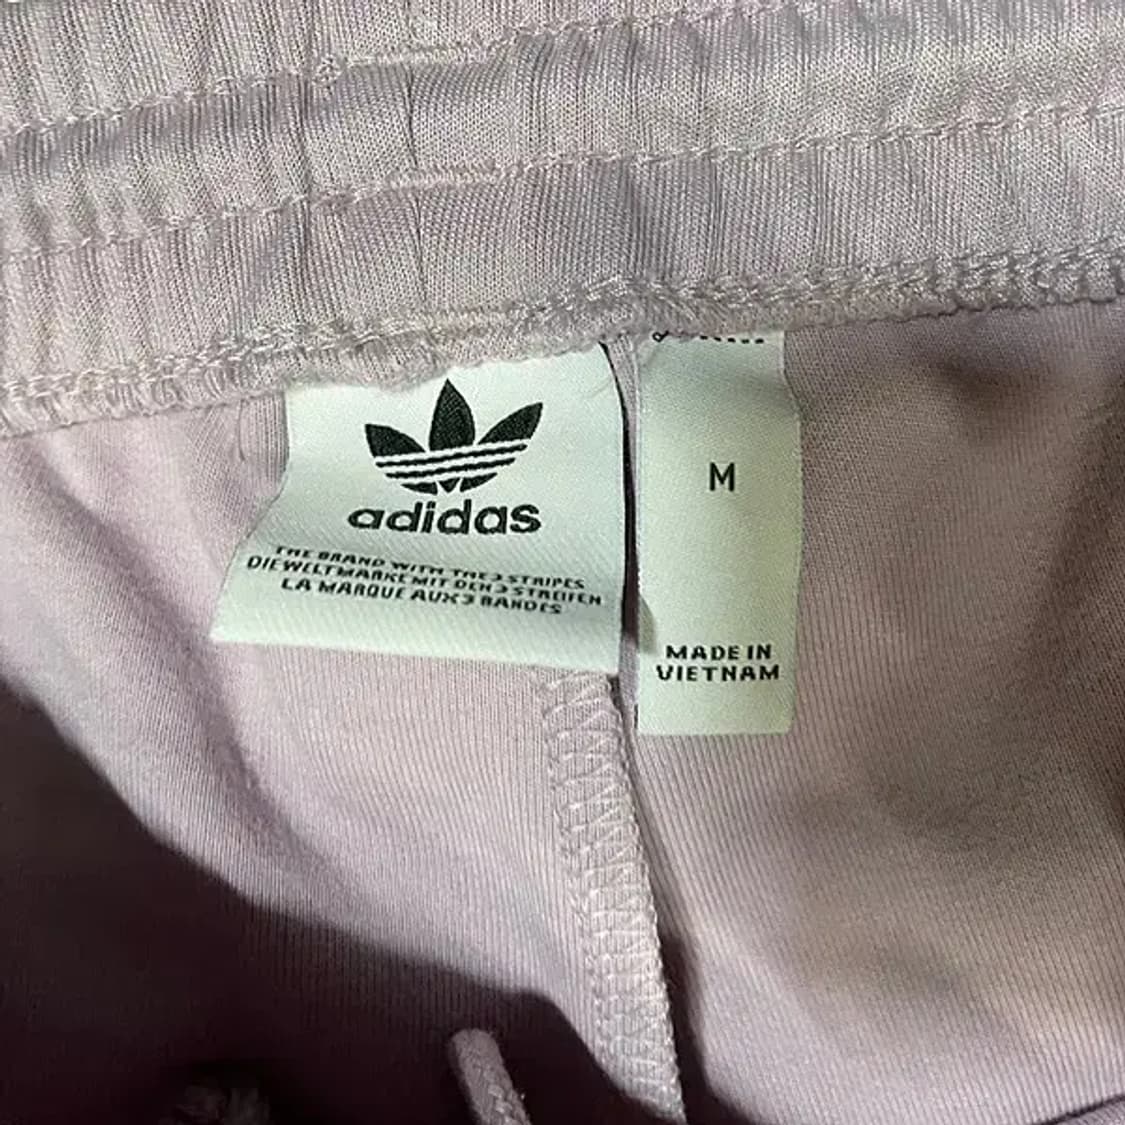 adidas
THE BRAND WITH THE 3 STRIPES
DIE WELTMARKE MIT DEN 3 STREIFEN
LA MARQUE AUX 3 BANDES
M
MADE IN
VIETNAM